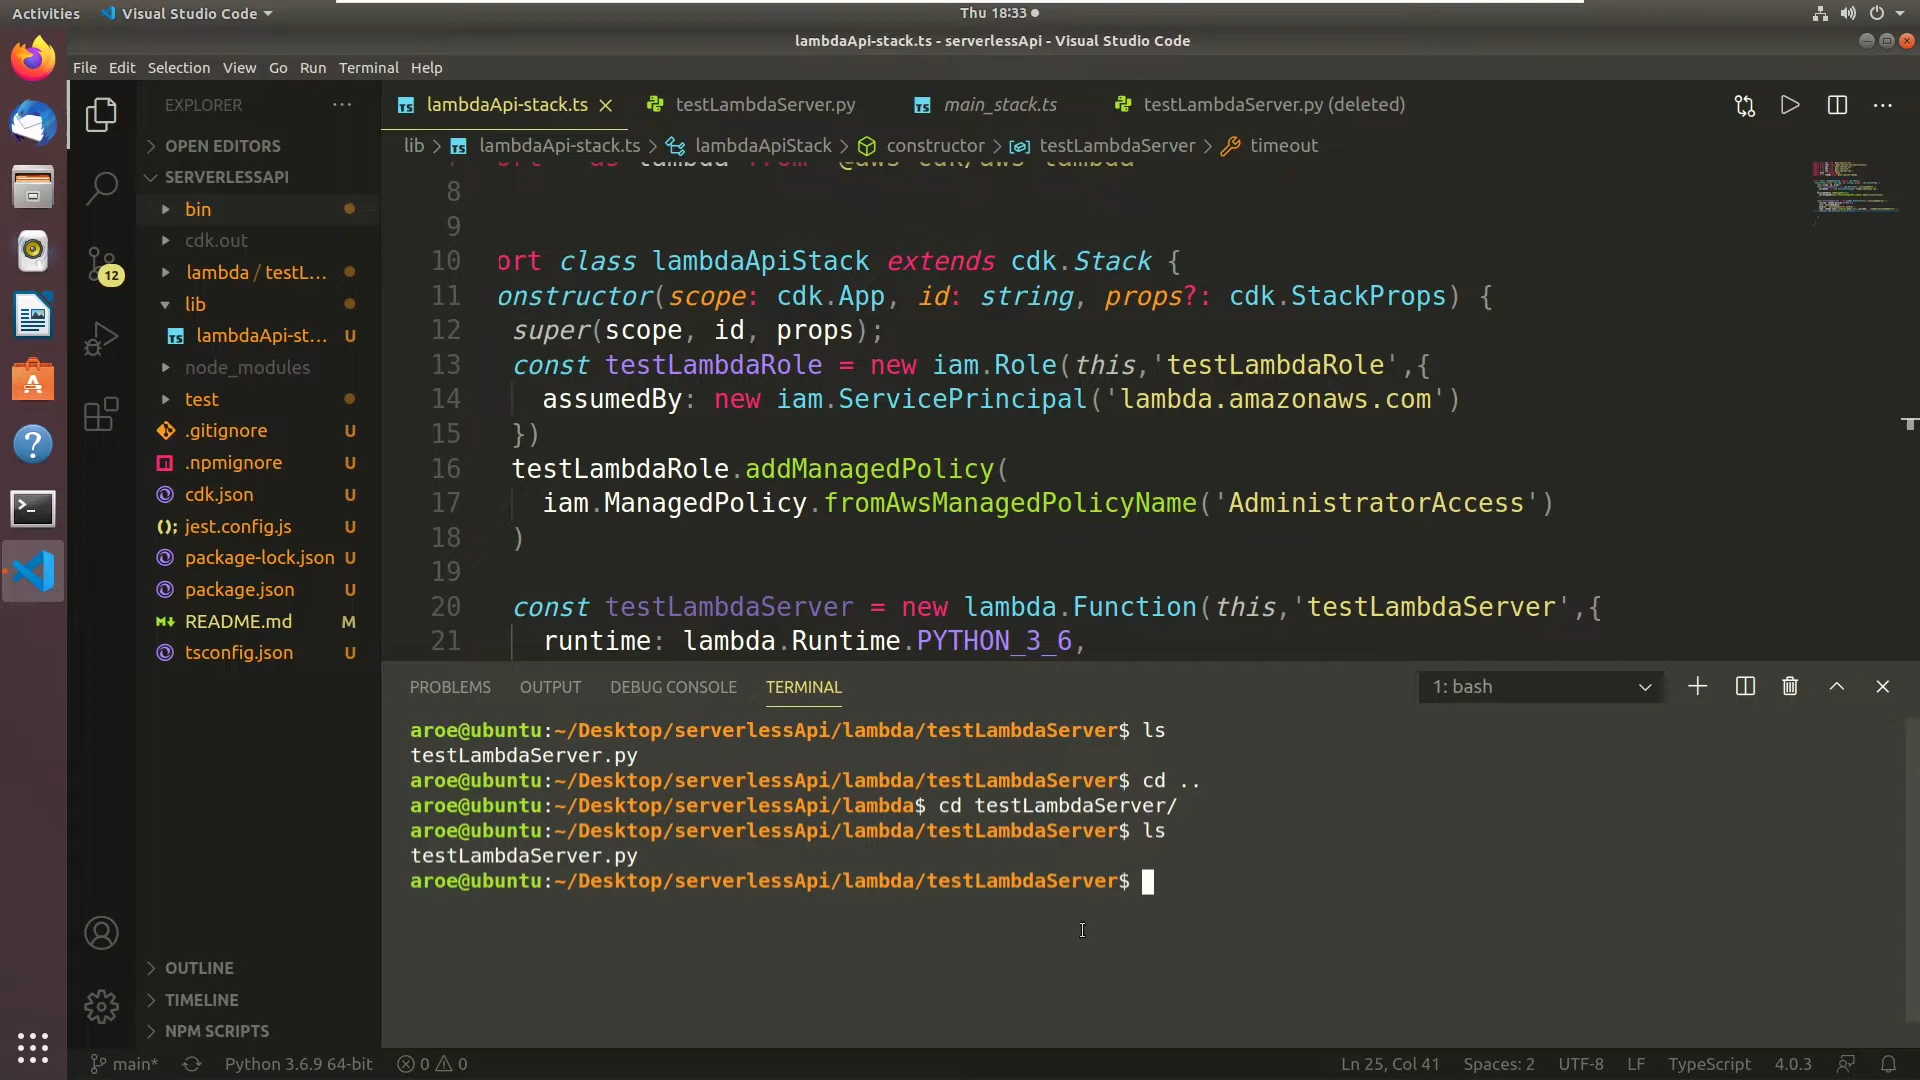 Activities Visual Studio Code Thu 18:33
lambdaApi-stack.ts - serverlessApi - Visual Studio Code
File Edit Selection View Go Run Terminal Help
EXPLORER
OPEN EDITORS
SERVERLESSAPI
bin
cdk.out
lambda / testL...
lib
lambdaApi-st... U
node_modules
test
.gitignore U
.npmignore U
cdk.json U
jest.config.js U
package-lock.json U
package.json U
README.md M
tsconfig.json U
OUTLINE
TIMELINE
NPM SCRIPTS
12
lambdaApi-stack.ts testLambdaServer.py main_stack.ts testLambdaServer.py (deleted)
lib > lambdaApi-stack.ts > lambdaApiStack > constructor > testLambdaServer > timeout
8
9
10 ort class lambdaApiStack extends cdk.Stack {
11 onstructor(scope: cdk.App, id: string, props?: cdk.StackProps) {
12 super(scope, id, props);
13 const testLambdaRole = new iam.Role(this,'testLambdaRole',{
14 assumedBy: new iam.ServicePrincipal('lambda.amazonaws.com')
15 })
16 testLambdaRole.addManagedPolicy(
17 iam.ManagedPolicy.fromAwsManagedPolicyName('AdministratorAccess')
18 )
19
20 const testLambdaServer = new lambda.Function(this,'testLambdaServer',{
21 runtime: lambda.Runtime.PYTHON_3_6,
PROBLEMS OUTPUT DEBUG CONSOLE TERMINAL 1: bash
aroe@ubuntu:~/Desktop/serverlessApi/lambda/testLambdaServer$ ls
testLambdaServer.py
aroe@ubuntu:~/Desktop/serverlessApi/lambda/testLambdaServer$ cd ..
aroe@ubuntu:~/Desktop/serverlessApi/lambda$ cd testLambdaServer/
aroe@ubuntu:~/Desktop/serverlessApi/lambda/testLambdaServer$ ls
testLambdaServer.py
aroe@ubuntu:~/Desktop/serverlessApi/lambda/testLambdaServer$
main* Python 3.6.9 64-bit 0 0 Ln 25, Col 41 Spaces: 2 UTF-8 LF TypeScript 4.0.3